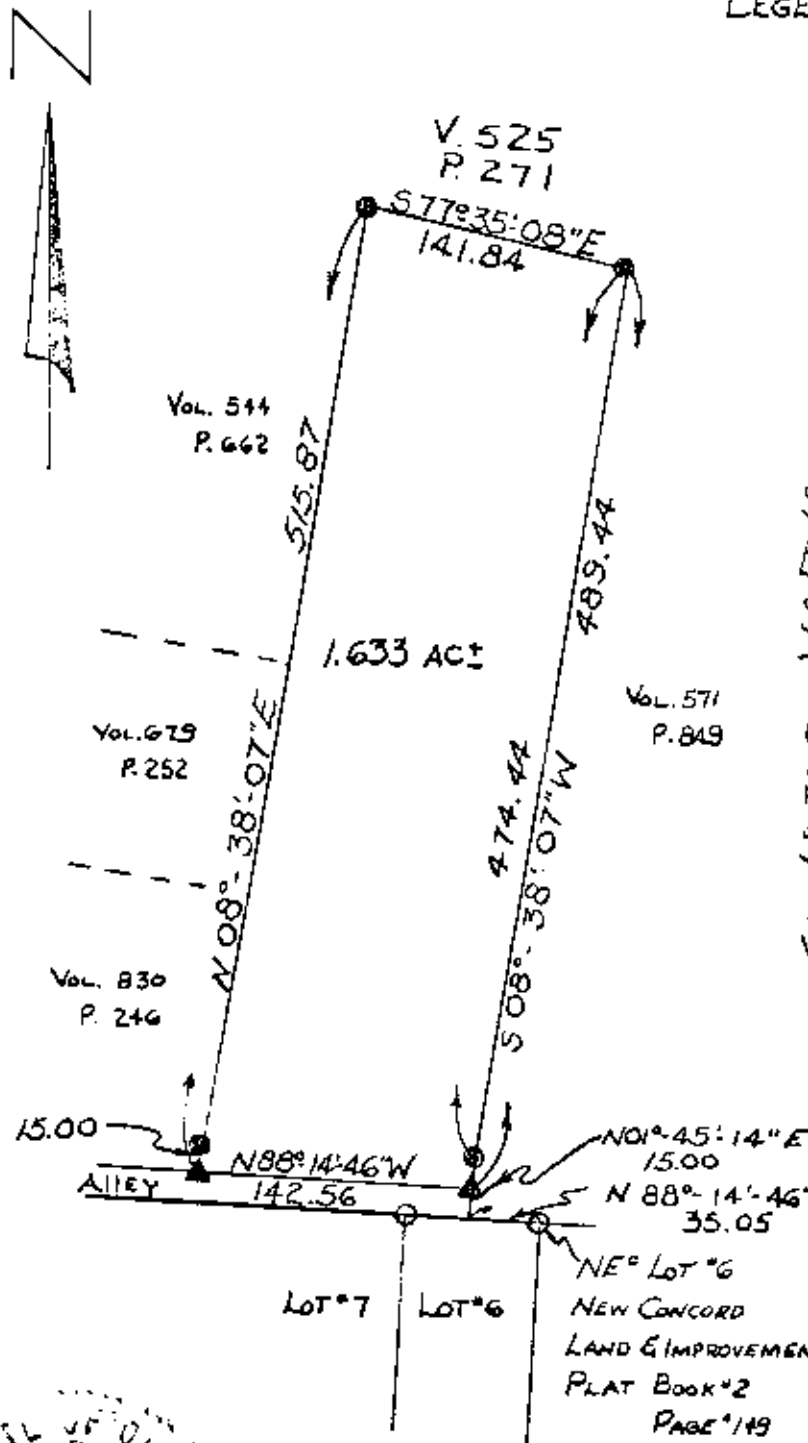 LEGE
N
V. 525
P. 271
S 77°-35'-08"E
141.84
VOL. 544
P. 662
515.87
489.44
1.633 AC±
VOL. 571
P. 849
VOL. 679
P. 252
N 08°-38'-07"E
474.44
S 08°-38'-07"W
VOL. 830
P. 246
15.00
N88°-14'-46"W
142.56
ALLEY
N01°-45'-14"E
15.00
N 88°-14'-46"
35.05
LOT #7
LOT #6
NE° LOT #6
NEW CONCORD
LAND & IMPROVEMEN
PLAT BOOK #2
PAGE #149